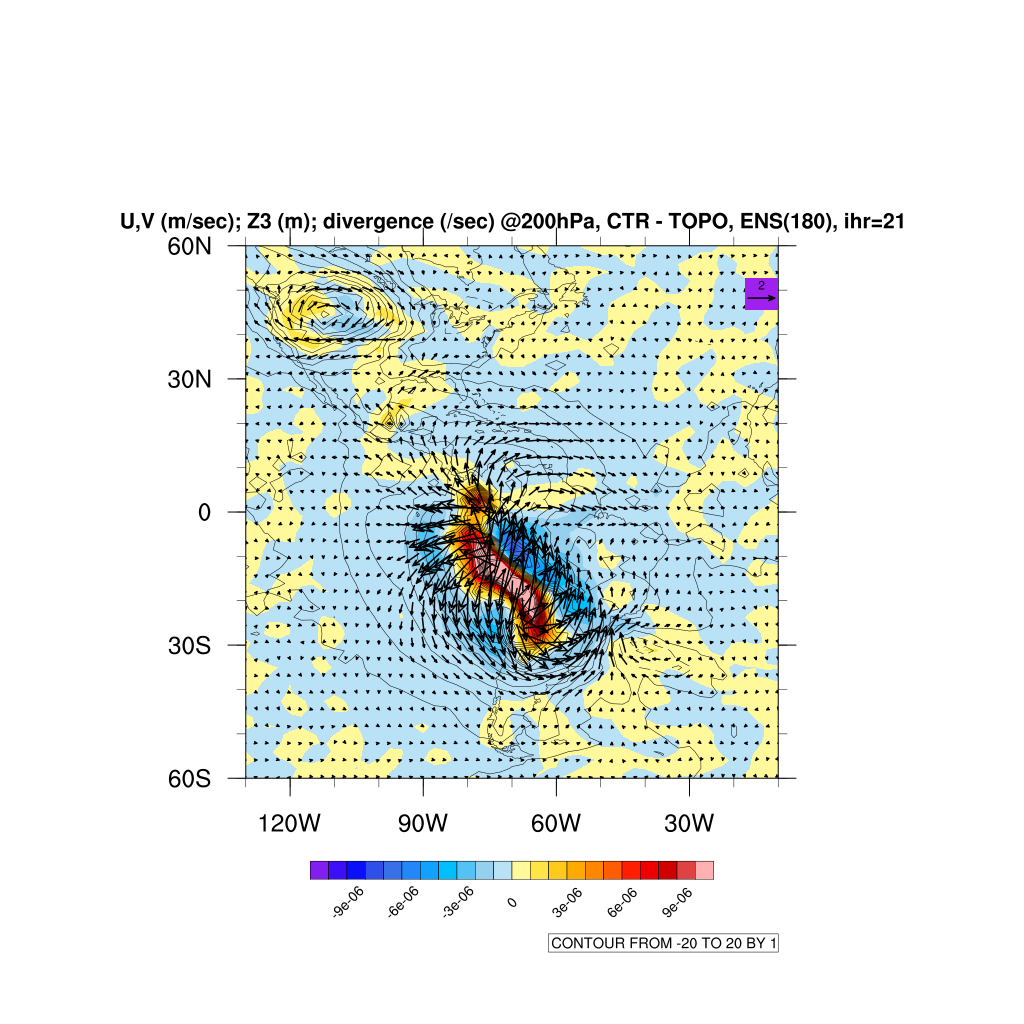 U,V (m/sec); Z3 (m); divergence (/sec) @200hPa, CTR - TOPO, ENS(180), ihr=21
60N
2
30N
0
30S
60S
120W 90W 60W 30W
-9e-06 -6e-06 -3e-06 0 3e-06 6e-06 9e-06
CONTOUR FROM -20 TO 20 BY 1